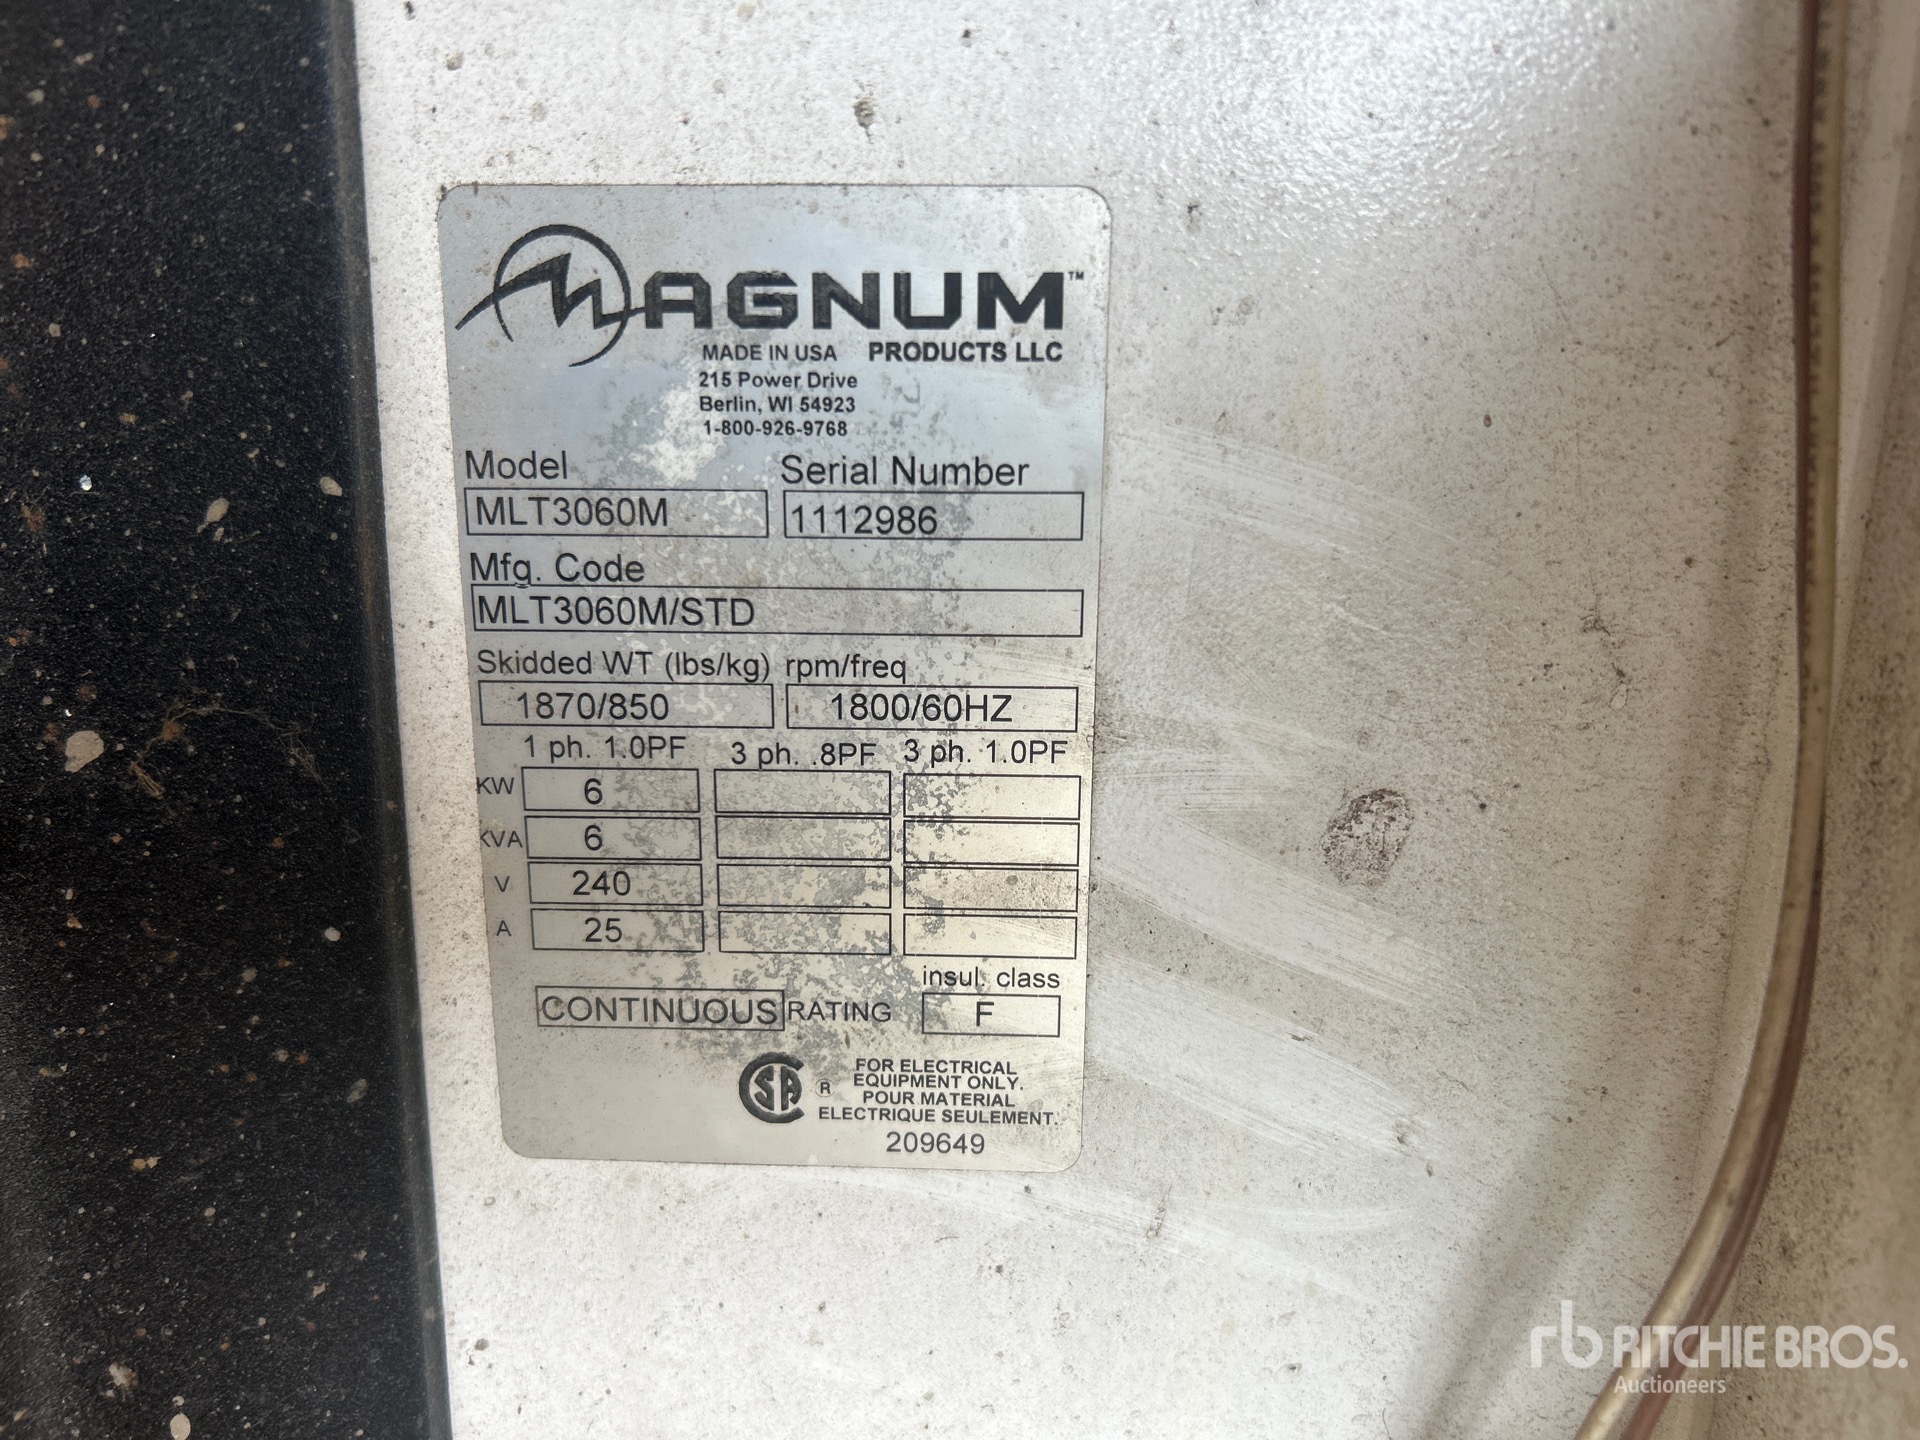 MAGNUM™
MADE IN USA PRODUCTS LLC
215 Power Drive
Berlin, WI 54923
1-800-926-9768
Model Serial Number
MLT3060M 1112986
Mfg. Code
MLT3060M/STD
Skidded WT (lbs/kg) rpm/freq
1870/850 1800/60HZ
1 ph. 1.0PF 3 ph. .8PF 3 ph. 1.0PF
KW 6
KVA 6
V 240
A 25
insul. class
CONTINUOUS RATING F
CSA ® FOR ELECTRICAL
EQUIPMENT ONLY.
POUR MATERIAL
ELECTRIQUE SEULEMENT.
209649
rb RITCHIE BROS.
Auctioneers